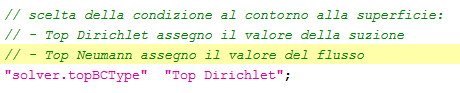 // scelta della condizione al contorno alla superficie:
// - Top Dirichlet assegno il valore della suzione
// - Top Neumann assegno il valore del flusso
"solver.topBCType"  "Top Dirichlet";